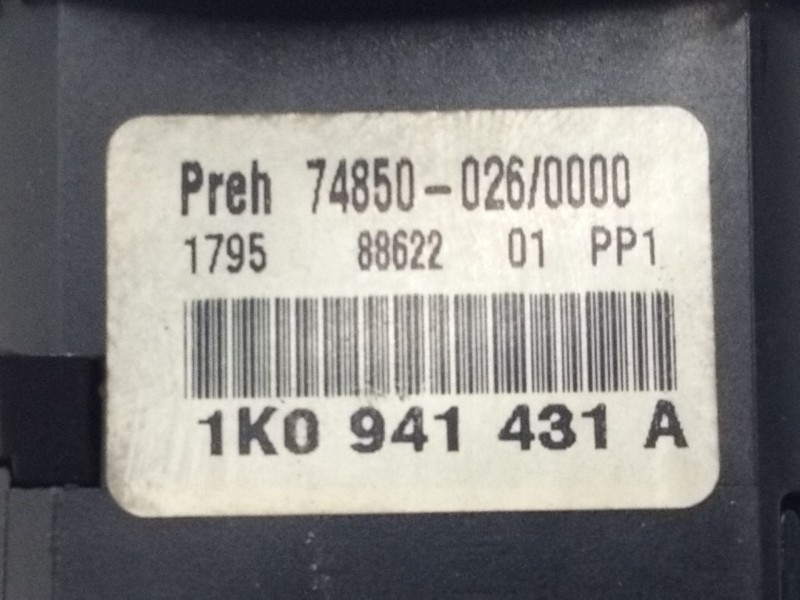 Preh 74850-026/0000
1795 88622 01 PP1
1K0 941 431 A